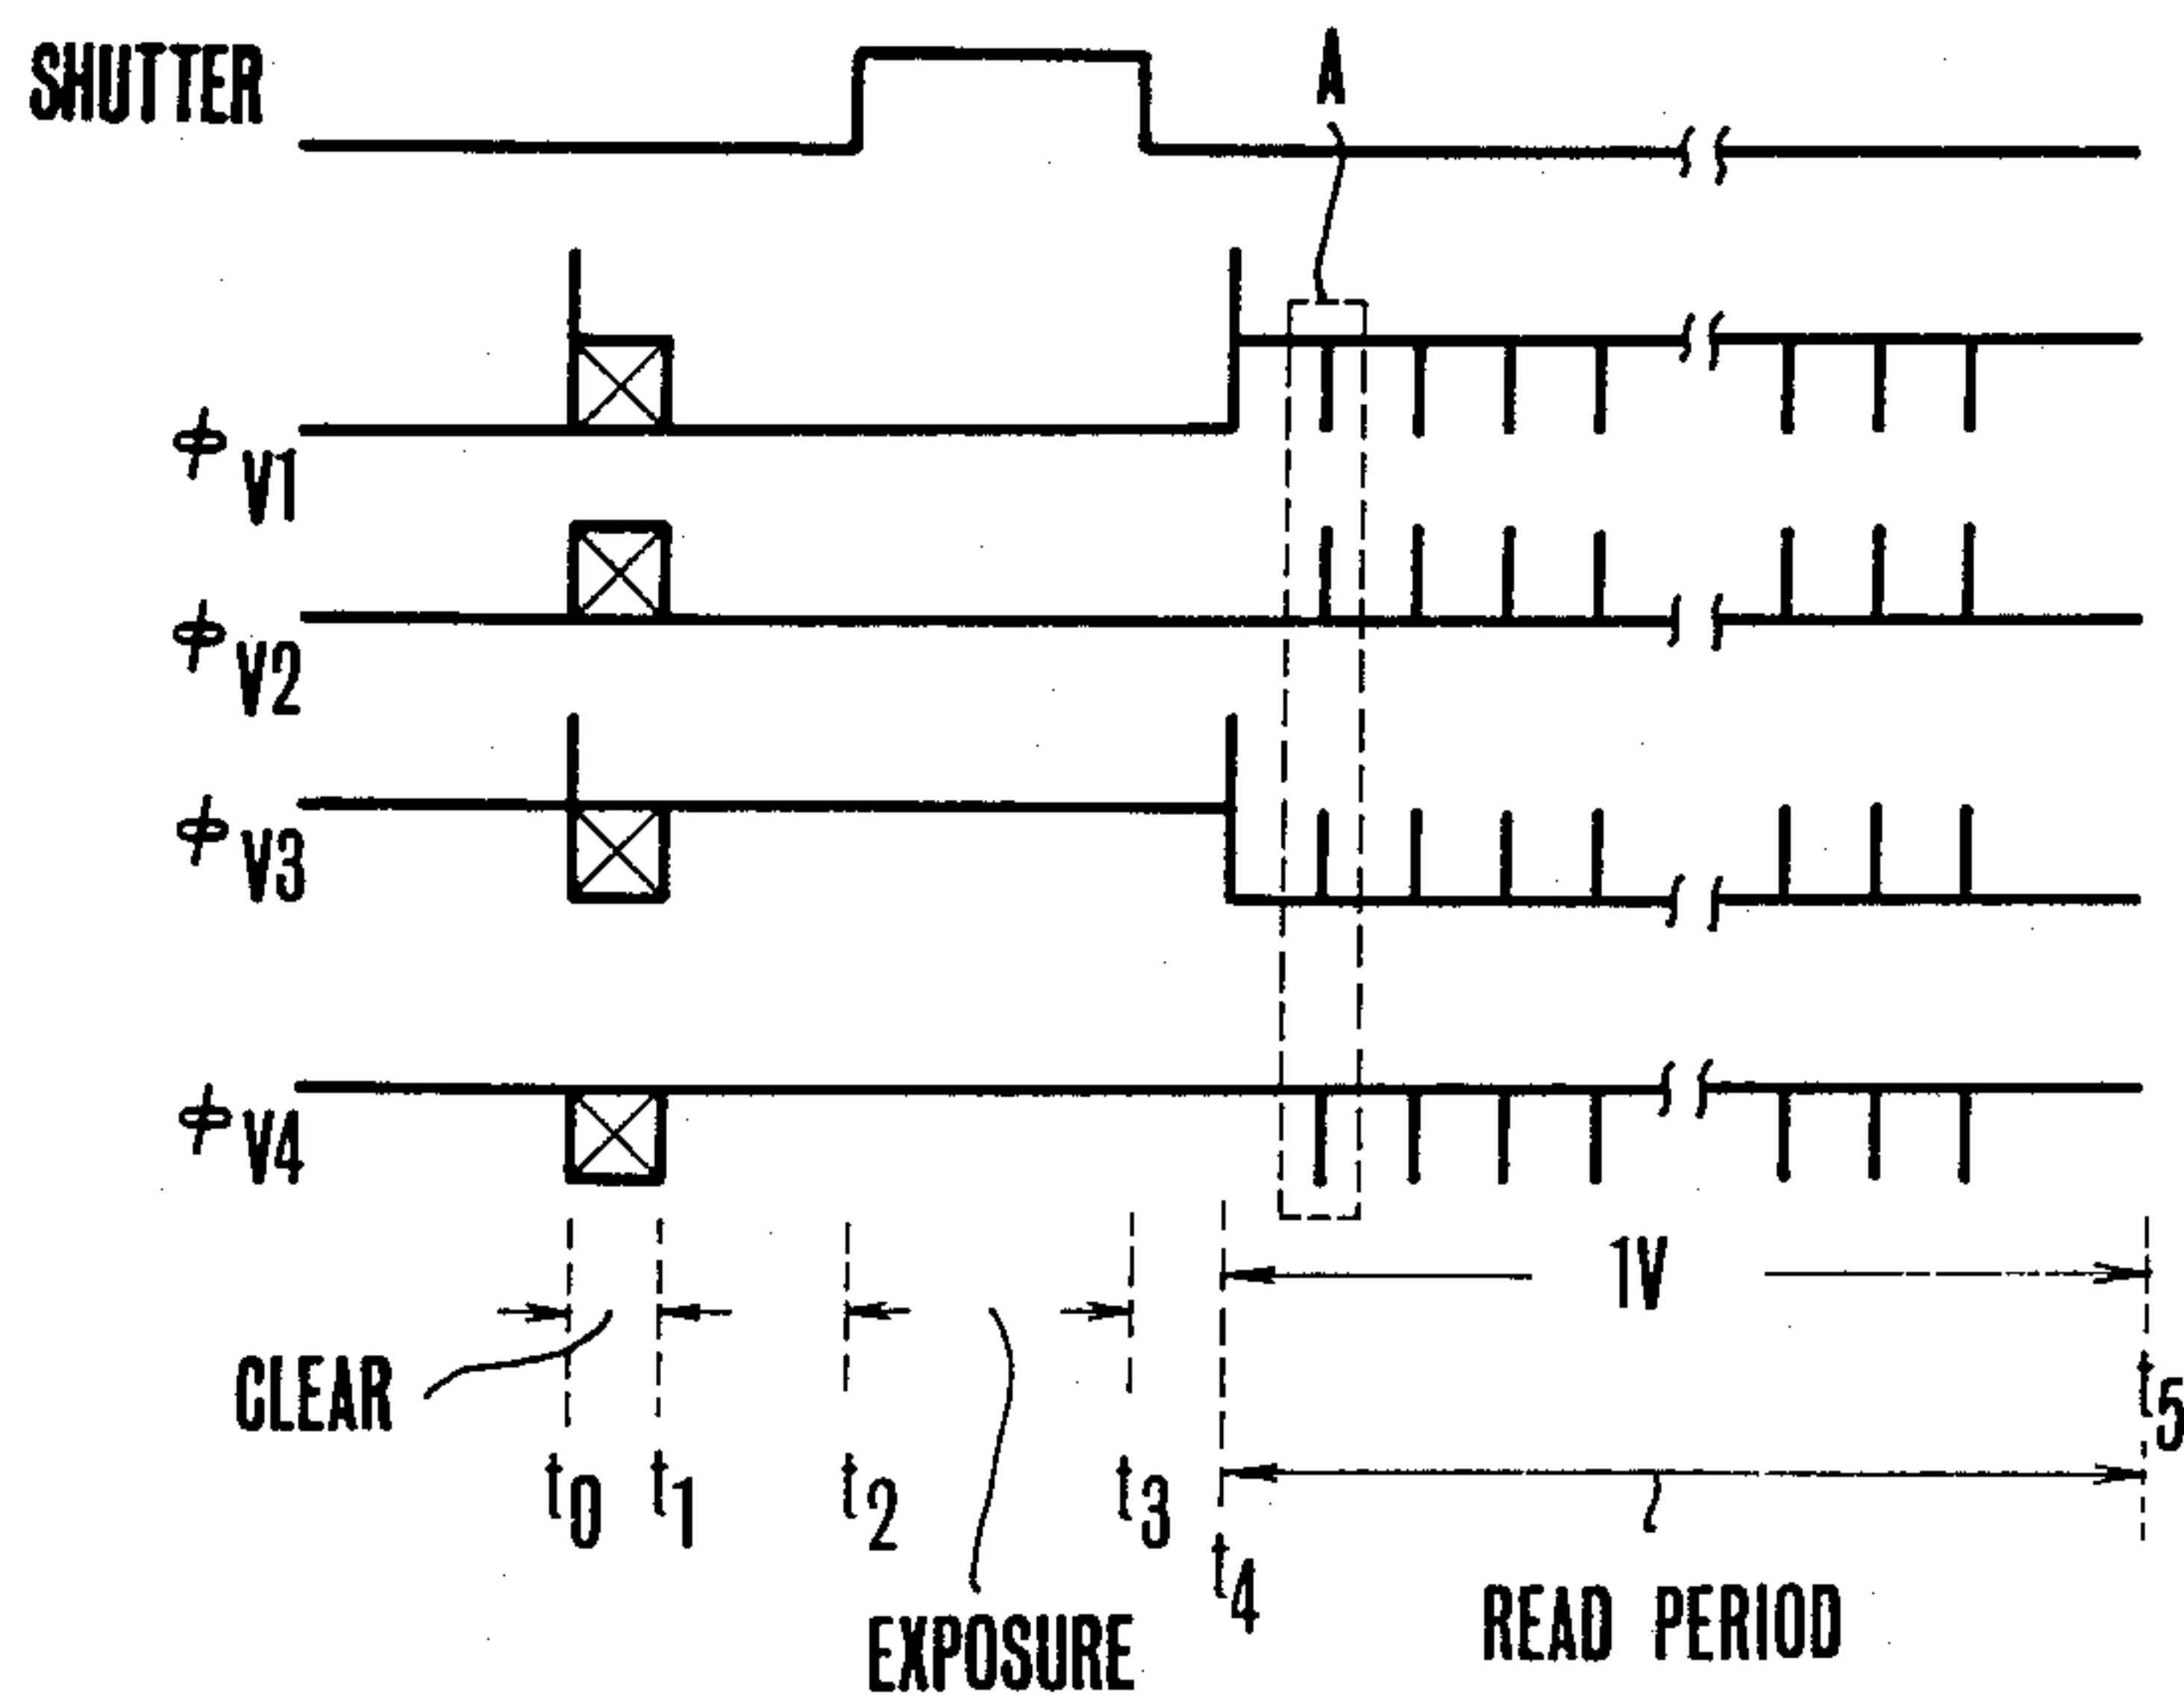 SHUTTER
A
ϕV1
ϕV2
ϕV3
ϕV4
1V
CLEAR
t0 t1 t2 t3 t4 t5
EXPOSURE
READ PERIOD